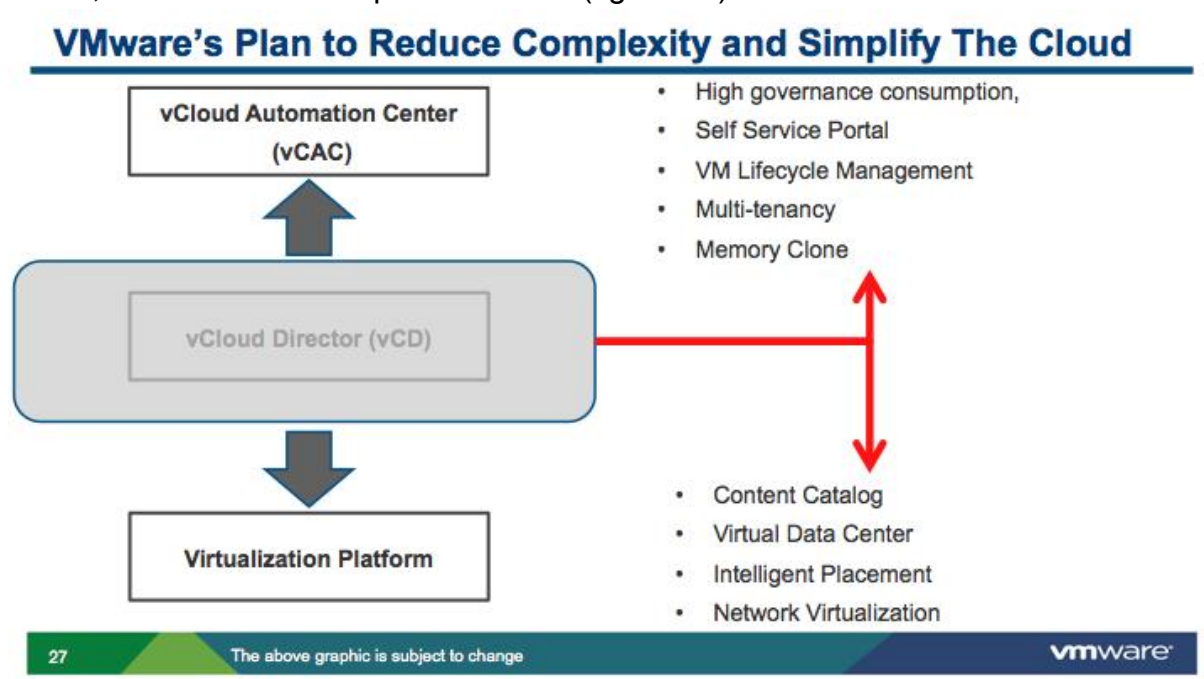 VMware's Plan to Reduce Complexity and Simplify The Cloud
vCloud Automation Center
(vCAC)
vCloud Director (vCD)
Virtualization Platform
• High governance consumption,
• Self Service Portal
• VM Lifecycle Management
• Multi-tenancy
• Memory Clone
• Content Catalog
• Virtual Data Center
• Intelligent Placement
• Network Virtualization
27
The above graphic is subject to change
vmware